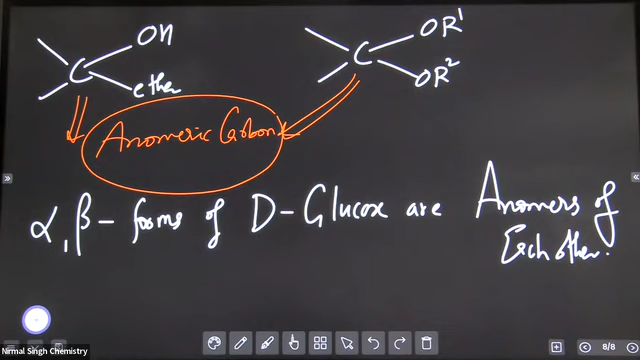 OH
C
ether
OR¹
C
OR²
Anomeric Carbon
α, β- forms of D-Glucose are Anomers of
Each other.
Nirmal Singh Chemistry
8/8